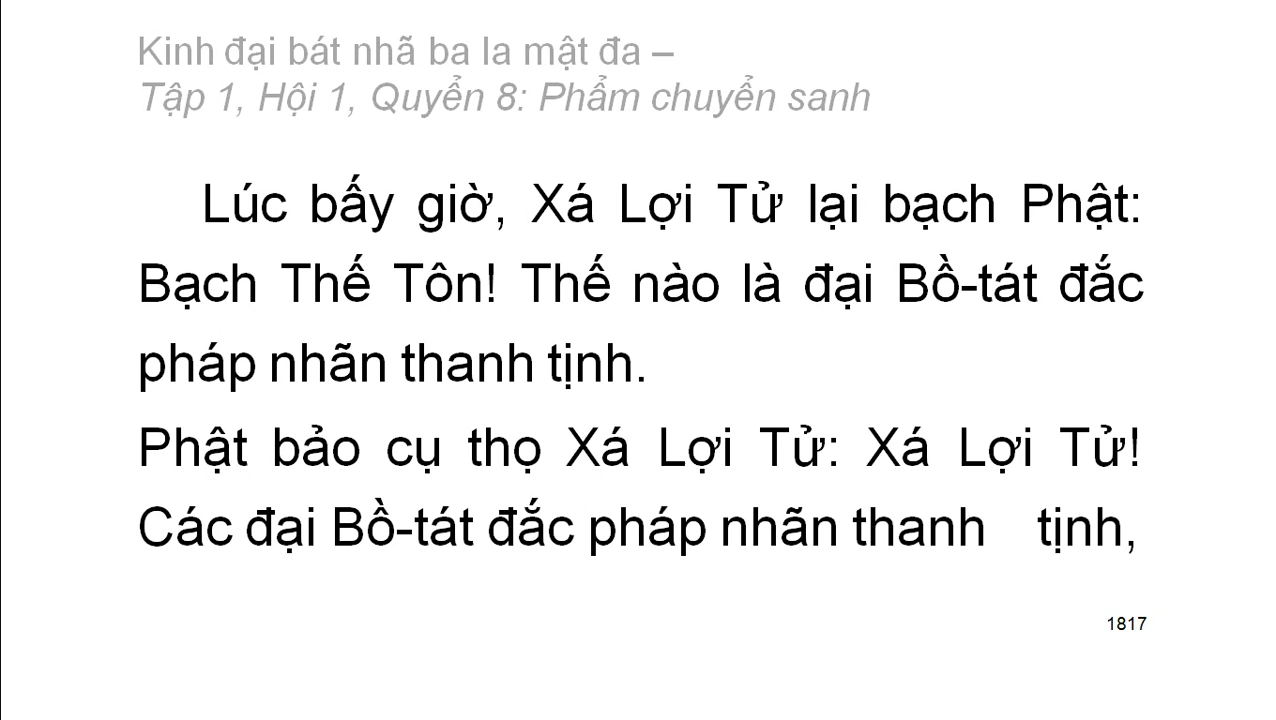 Kinh đại bát nhã ba la mật đa –
Tập 1, Hội 1, Quyển 8: Phẩm chuyển sanh
Lúc bấy giờ, Xá Lợi Tử lại bạch Phật:
Bạch Thế Tôn! Thế nào là đại Bồ-tát đắc
pháp nhãn thanh tịnh.
Phật bảo cụ thọ Xá Lợi Tử: Xá Lợi Tử!
Các đại Bồ-tát đắc pháp nhãn thanh tịnh,
1817